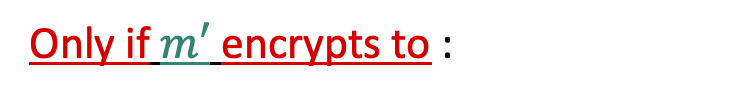 Only if m′ encrypts to :